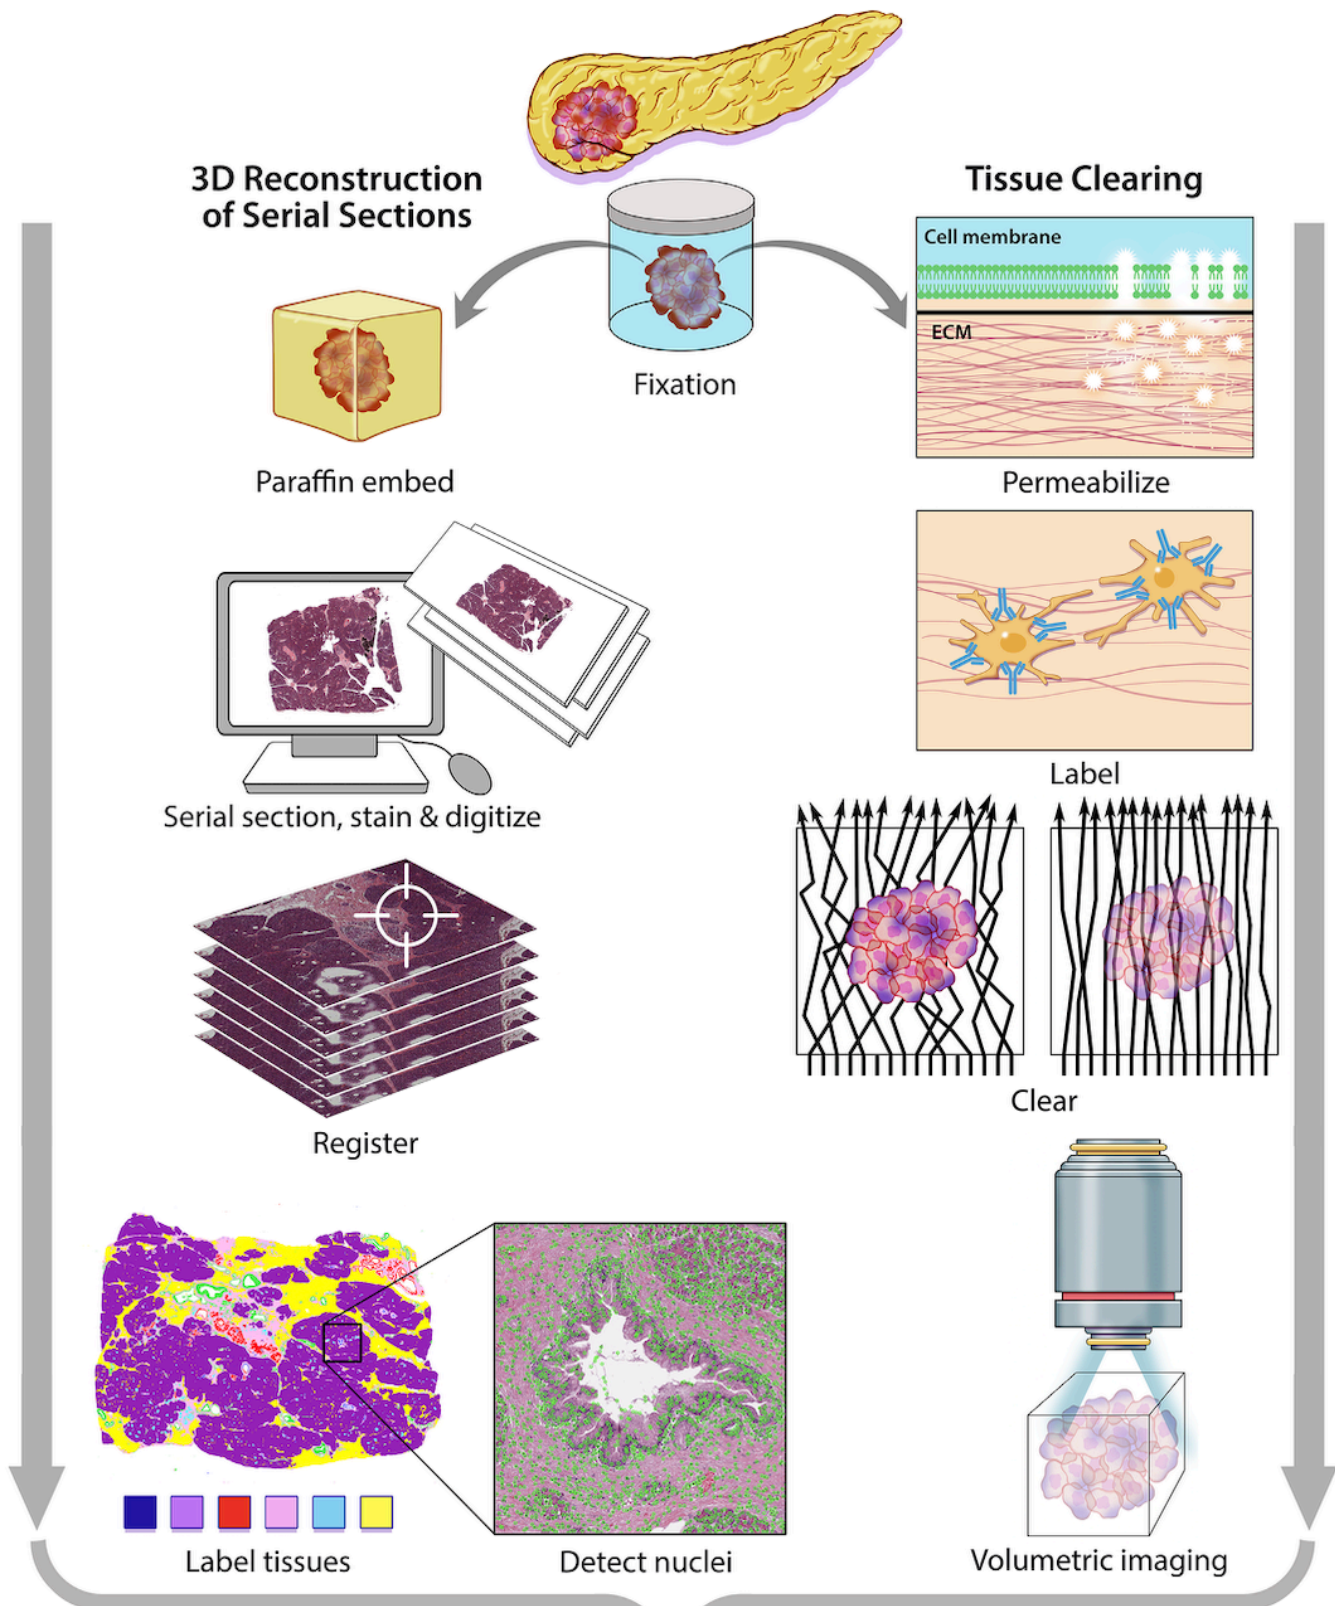 3D Reconstruction
of Serial Sections
Tissue Clearing
Cell membrane
ECM
Fixation
Paraffin embed
Permeabilize
Label
Serial section, stain & digitize
Clear
Register
Label tissues
Detect nuclei
Volumetric imaging